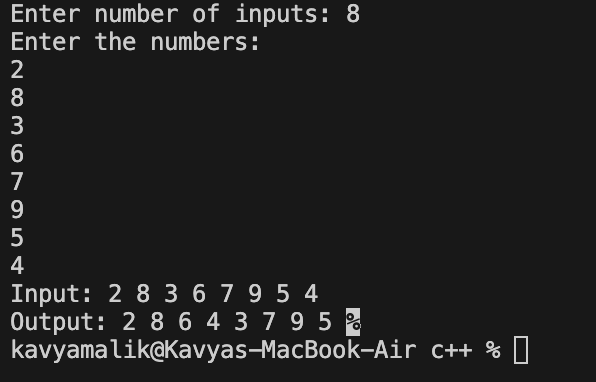 Enter number of inputs: 8
Enter the numbers:
2
8
3
6
7
9
5
4
Input: 2 8 3 6 7 9 5 4
Output: 2 8 6 4 3 7 9 5 %
kavyamalik@Kavyas-MacBook-Air c++ %